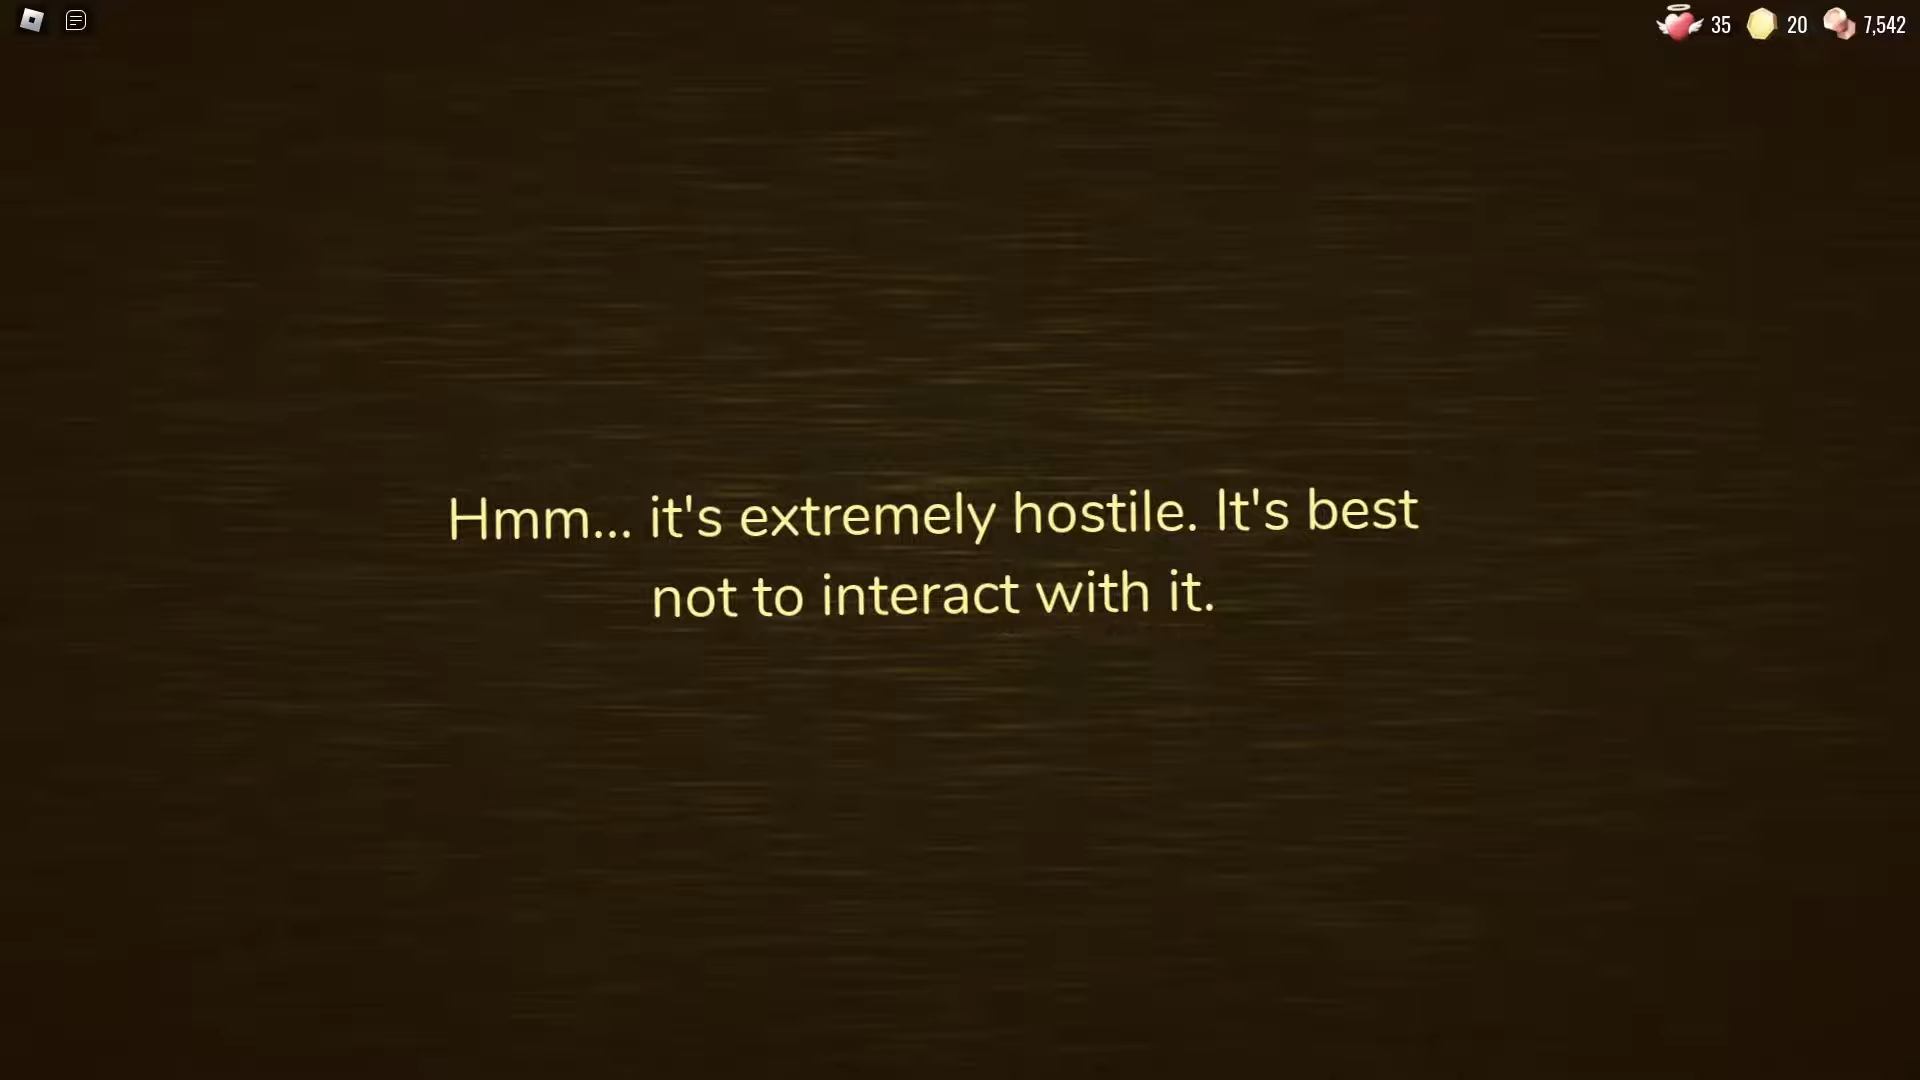 35 20 7,542
Hmm... it's extremely hostile. It's best
not to interact with it.